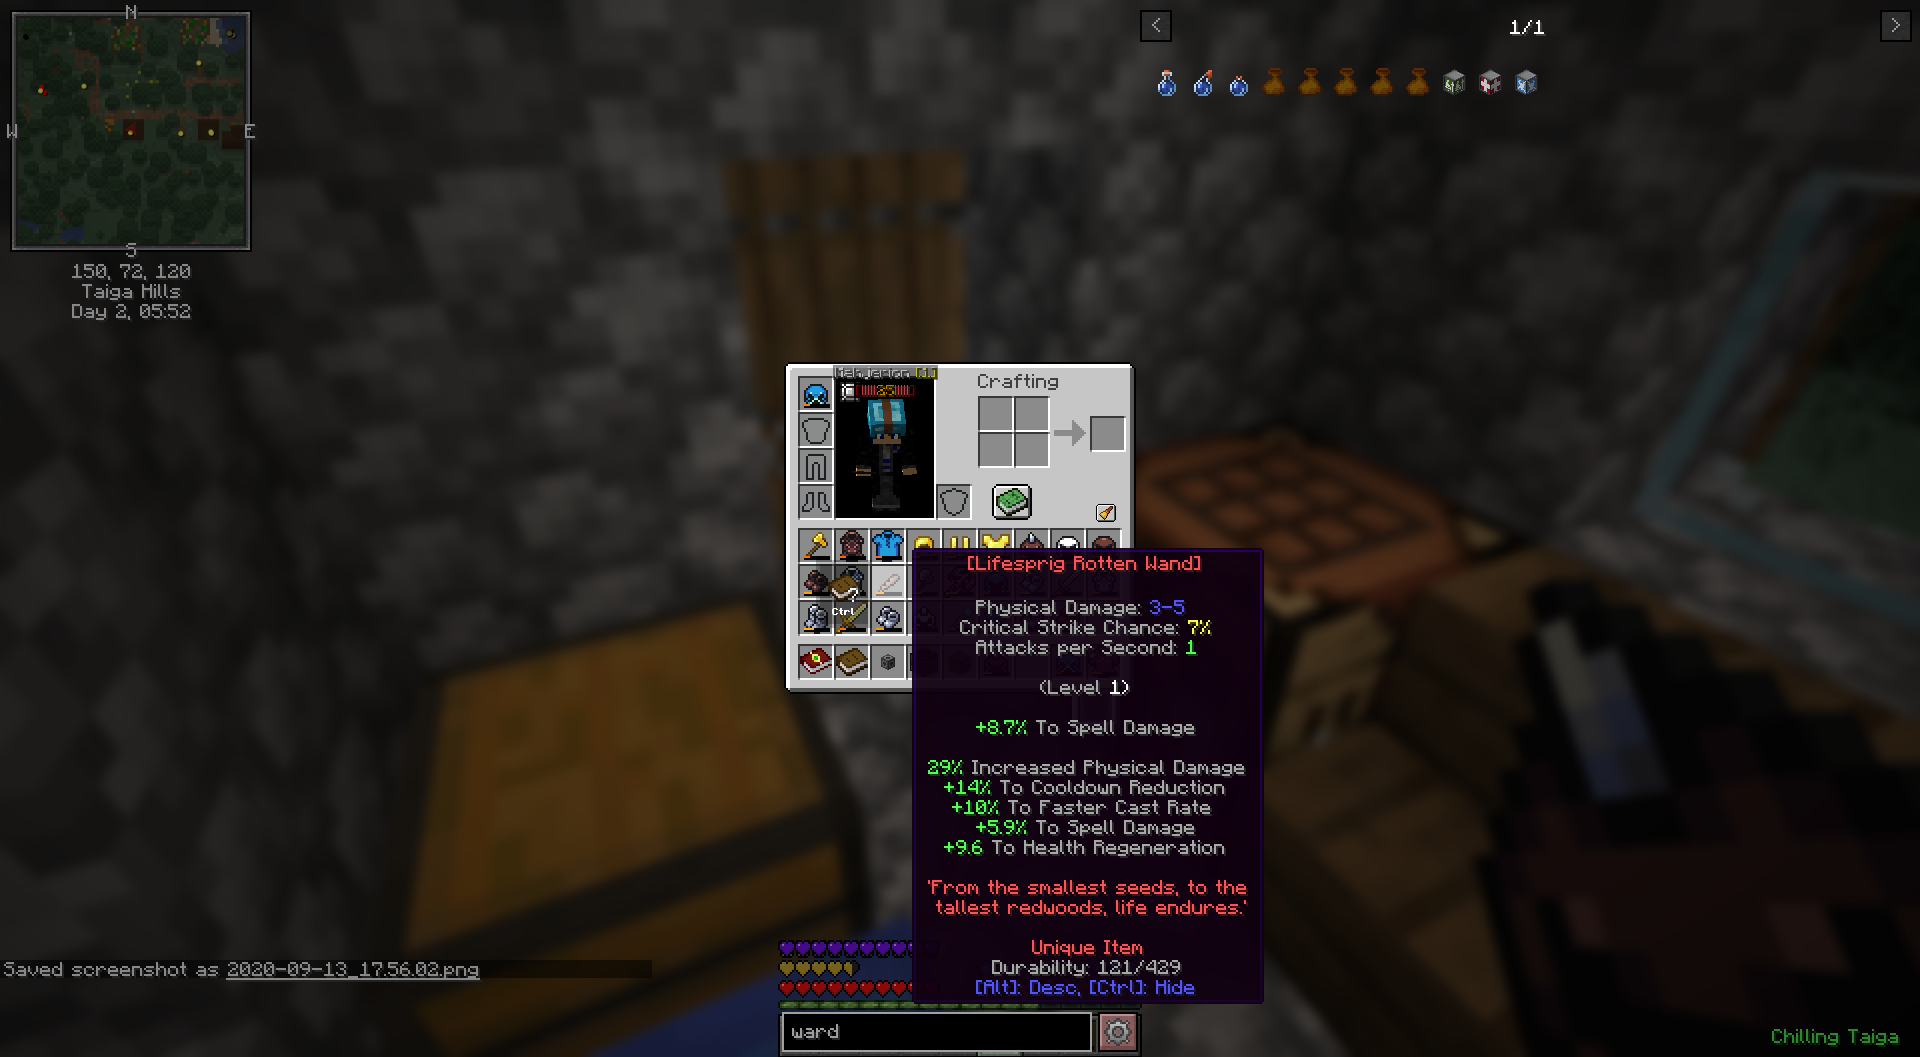 N
1/1
W
E
S
150, 72, 120
Taiga Hills
Day 2, 05:52
[1]
25
Crafting
[Lifesprig Rotten Wand]
Physical Damage: 3-5
Critical Strike Chance: 7%
Attacks per Second: 1
Ctrl
(Level 1)
+8.7% To Spell Damage
29% Increased Physical Damage
+14% To Cooldown Reduction
+10% To Faster Cast Rate
+5.9% To Spell Damage
+9.6 To Health Regeneration
'From the smallest seeds, to the
tallest redwoods, life endures.'
Unique Item
Durability: 121/429
[Alt]: Desc, [Ctrl]: Hide
Saved screenshot as 2020-09-13_17.56.02.png
ward
Chilling Taiga